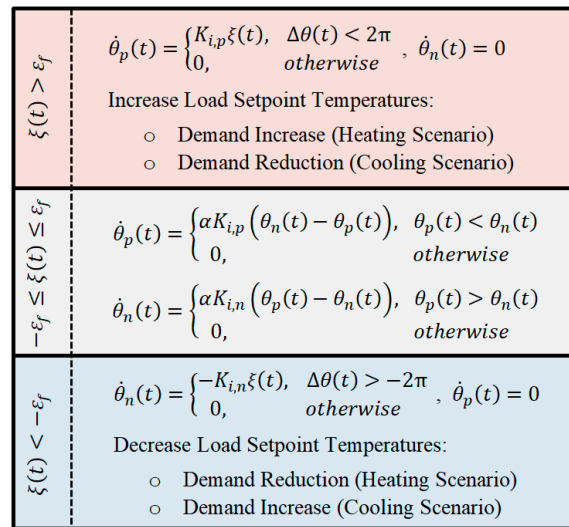 ξ(t) > ε_f
θ̇_p(t) = { K_{i,p}ξ(t), Δθ(t) < 2π
0, otherwise , θ̇_n(t) = 0
Increase Load Setpoint Temperatures:
o Demand Increase (Heating Scenario)
o Demand Reduction (Cooling Scenario)
−ε_f ≤ ξ(t) ≤ ε_f
θ̇_p(t) = { αK_{i,p}(θ_n(t) − θ_p(t)), θ_p(t) < θ_n(t)
0, otherwise
θ̇_n(t) = { αK_{i,n}(θ_p(t) − θ_n(t)), θ_p(t) > θ_n(t)
0, otherwise
ξ(t) < −ε_f
θ̇_n(t) = { −K_{i,n}ξ(t), Δθ(t) > −2π
0, otherwise , θ̇_p(t) = 0
Decrease Load Setpoint Temperatures:
o Demand Reduction (Heating Scenario)
o Demand Increase (Cooling Scenario)